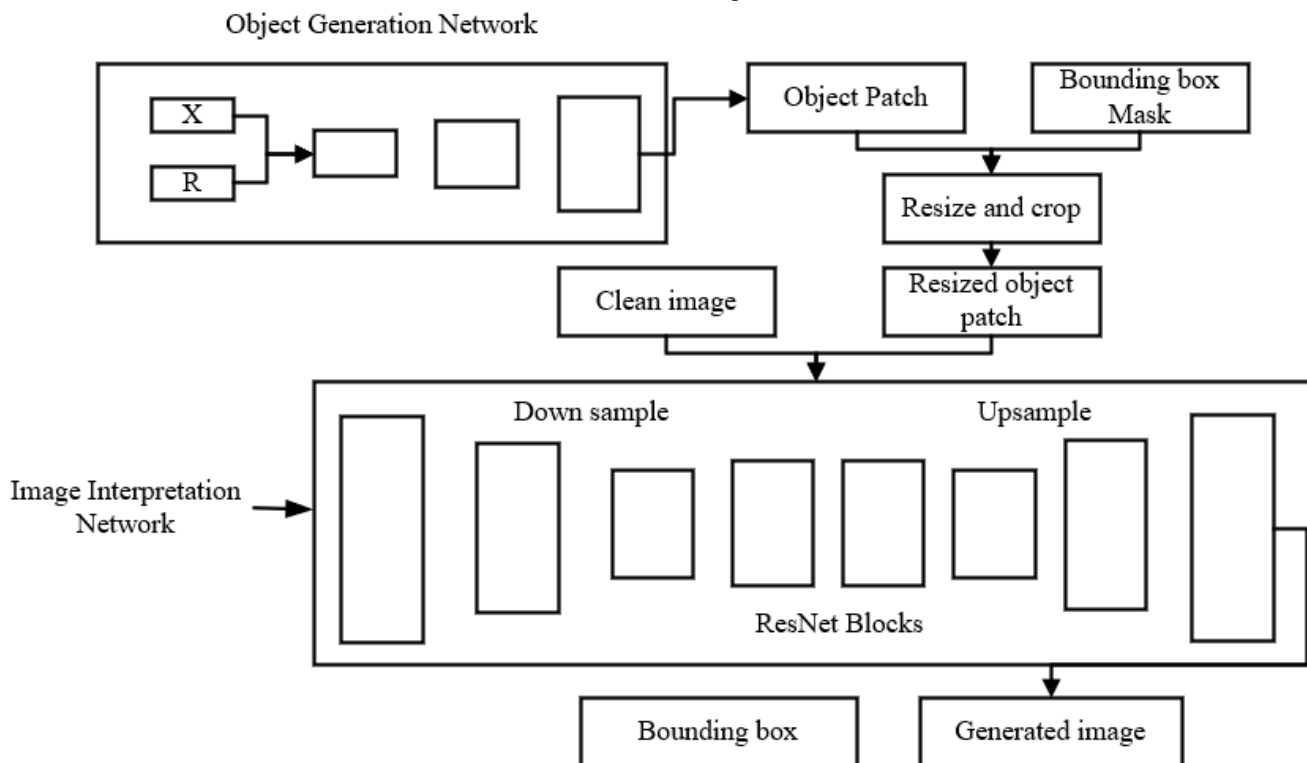 Object Generation Network
X
R
Object Patch
Bounding box
Mask
Resize and crop
Clean image
Resized object
patch
Down sample
Upsample
Image Interpretation
Network
ResNet Blocks
Bounding box
Generated image